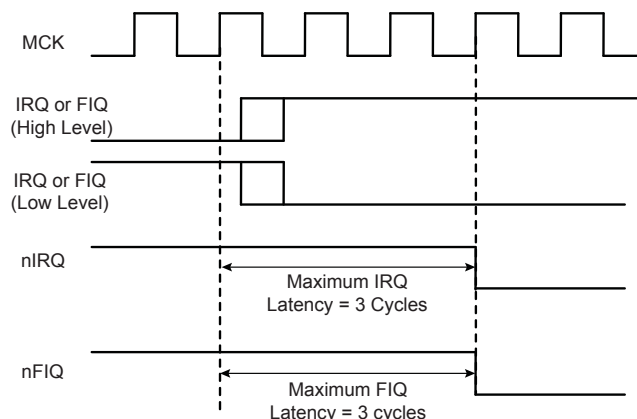 MCK
IRQ or FIQ
(High Level)
IRQ or FIQ
(Low Level)
nIRQ
Maximum IRQ
Latency = 3 Cycles
nFIQ
Maximum FIQ
Latency = 3 cycles